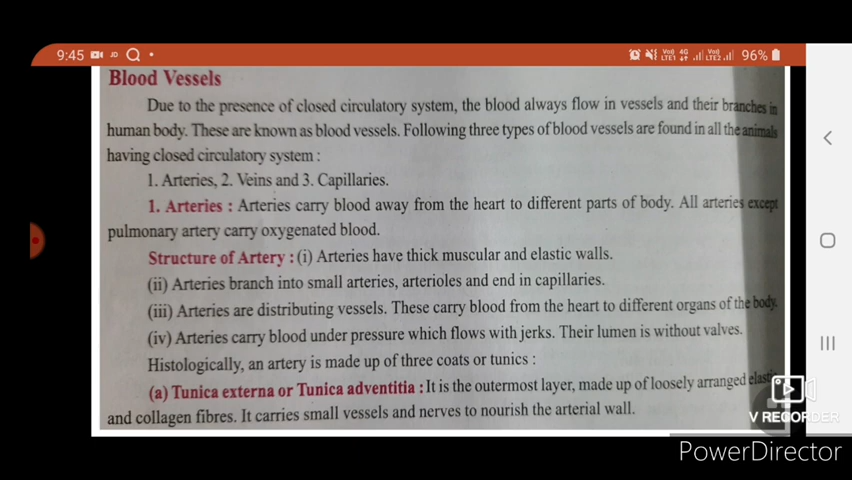 9:45 JD
Vo)) LTE1 4G Vo)) LTE2 96%
Blood Vessels
Due to the presence of closed circulatory system, the blood always flow in vessels and their branches in
human body. These are known as blood vessels. Following three types of blood vessels are found in all the animals
having closed circulatory system :
1. Arteries, 2. Veins and 3. Capillaries.
1. Arteries : Arteries carry blood away from the heart to different parts of body. All arteries except
pulmonary artery carry oxygenated blood.
Structure of Artery : (i) Arteries have thick muscular and elastic walls.
(ii) Arteries branch into small arteries, arterioles and end in capillaries.
(iii) Arteries are distributing vessels. These carry blood from the heart to different organs of the body.
(iv) Arteries carry blood under pressure which flows with jerks. Their lumen is without valves.
Histologically, an artery is made up of three coats or tunics :
(a) Tunica externa or Tunica adventitia : It is the outermost layer, made up of loosely arranged elastic
and collagen fibres. It carries small vessels and nerves to nourish the arterial wall.
V RECORDER
PowerDirector